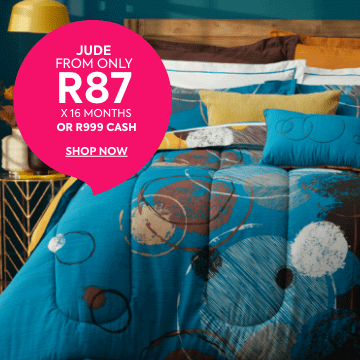 JUDE
FROM ONLY
R87
X 16 MONTHS
OR R999 CASH
SHOP NOW